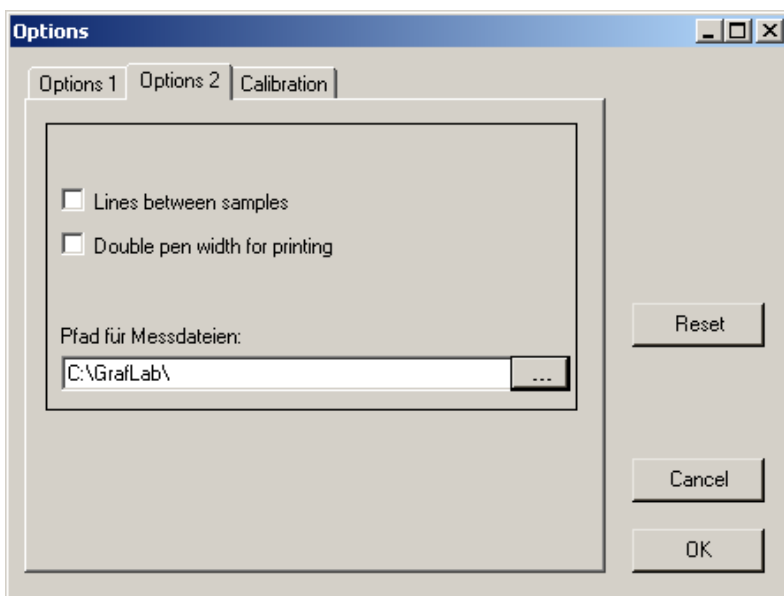 Options
Options 1 Options 2 Calibration
Lines between samples
Double pen width for printing
Pfad für Messdateien:
C:\GrafLab\
...
Reset
Cancel
OK